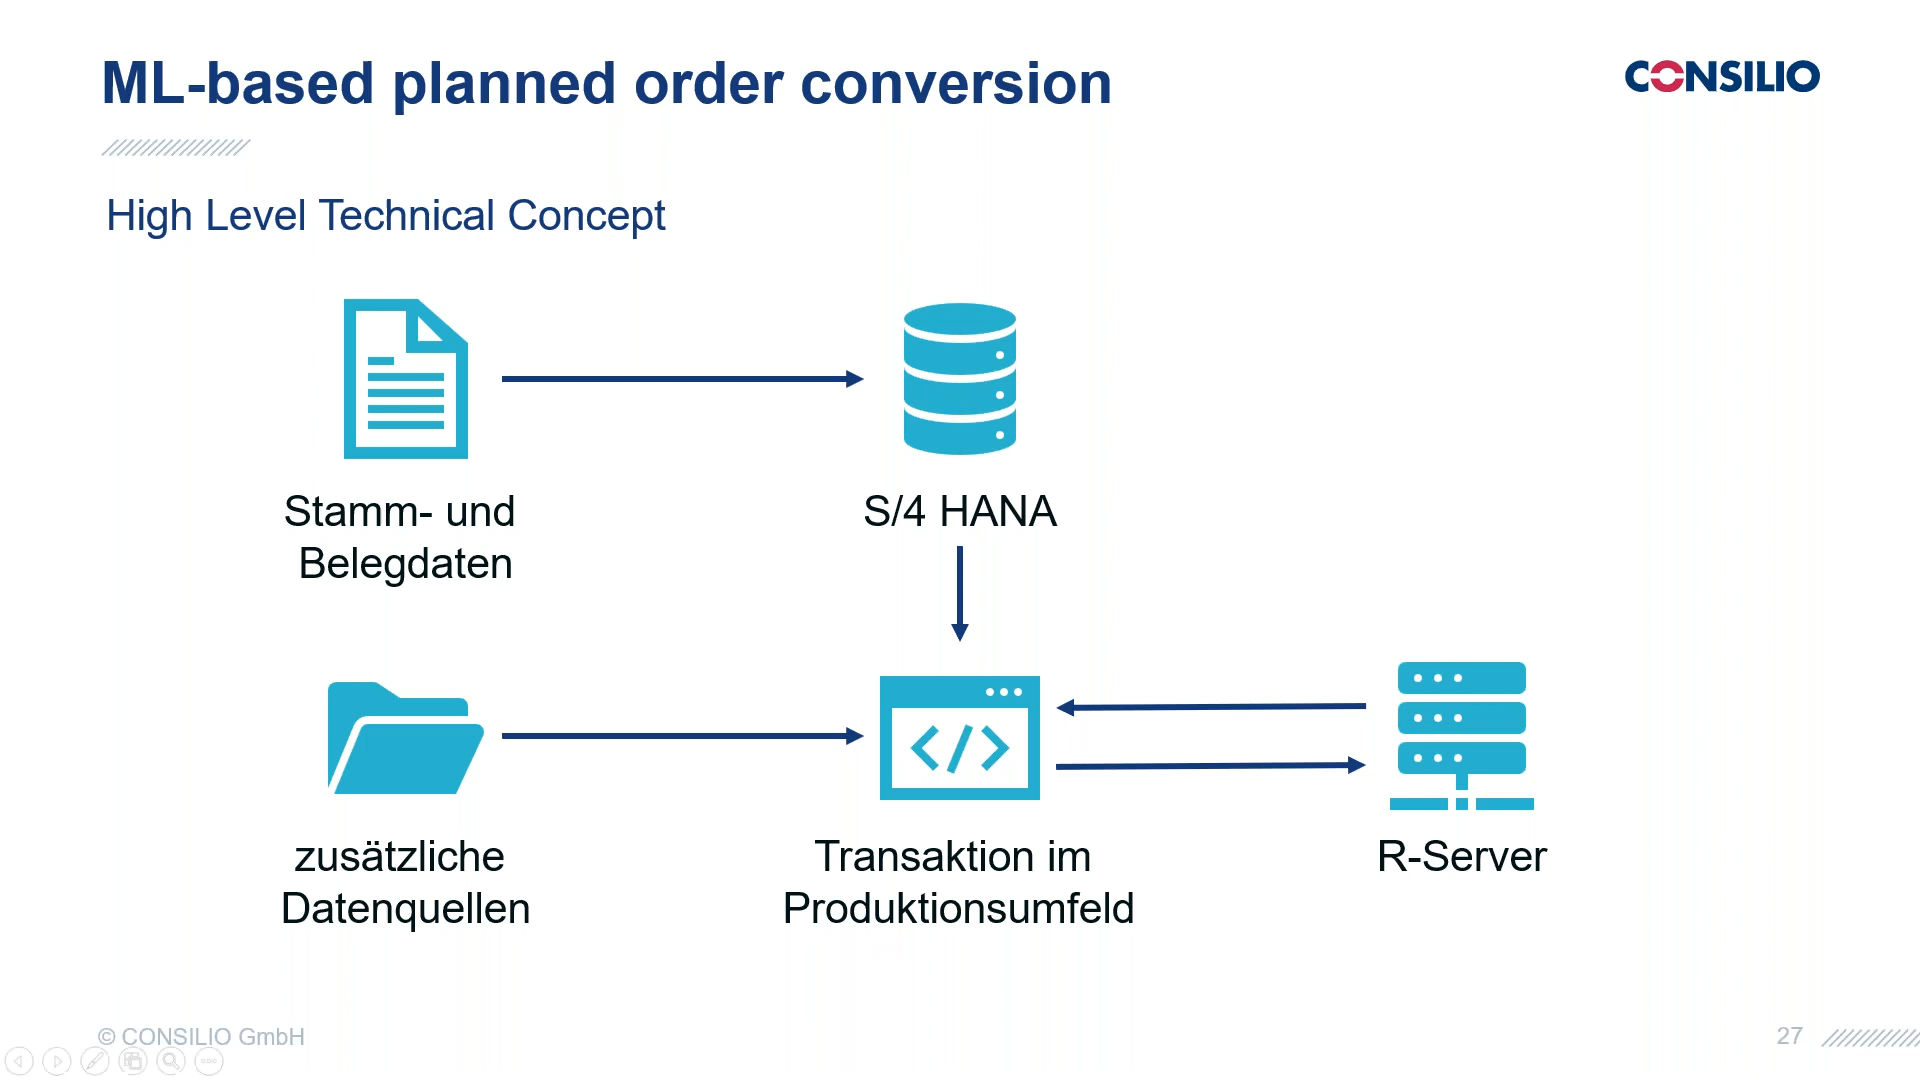 ML-based planned order conversion
CONSILIO
High Level Technical Concept
Stamm- und
Belegdaten
S/4 HANA
zusätzliche
Datenquellen
</>
Transaktion im
Produktionsumfeld
R-Server
© CONSILIO GmbH
27